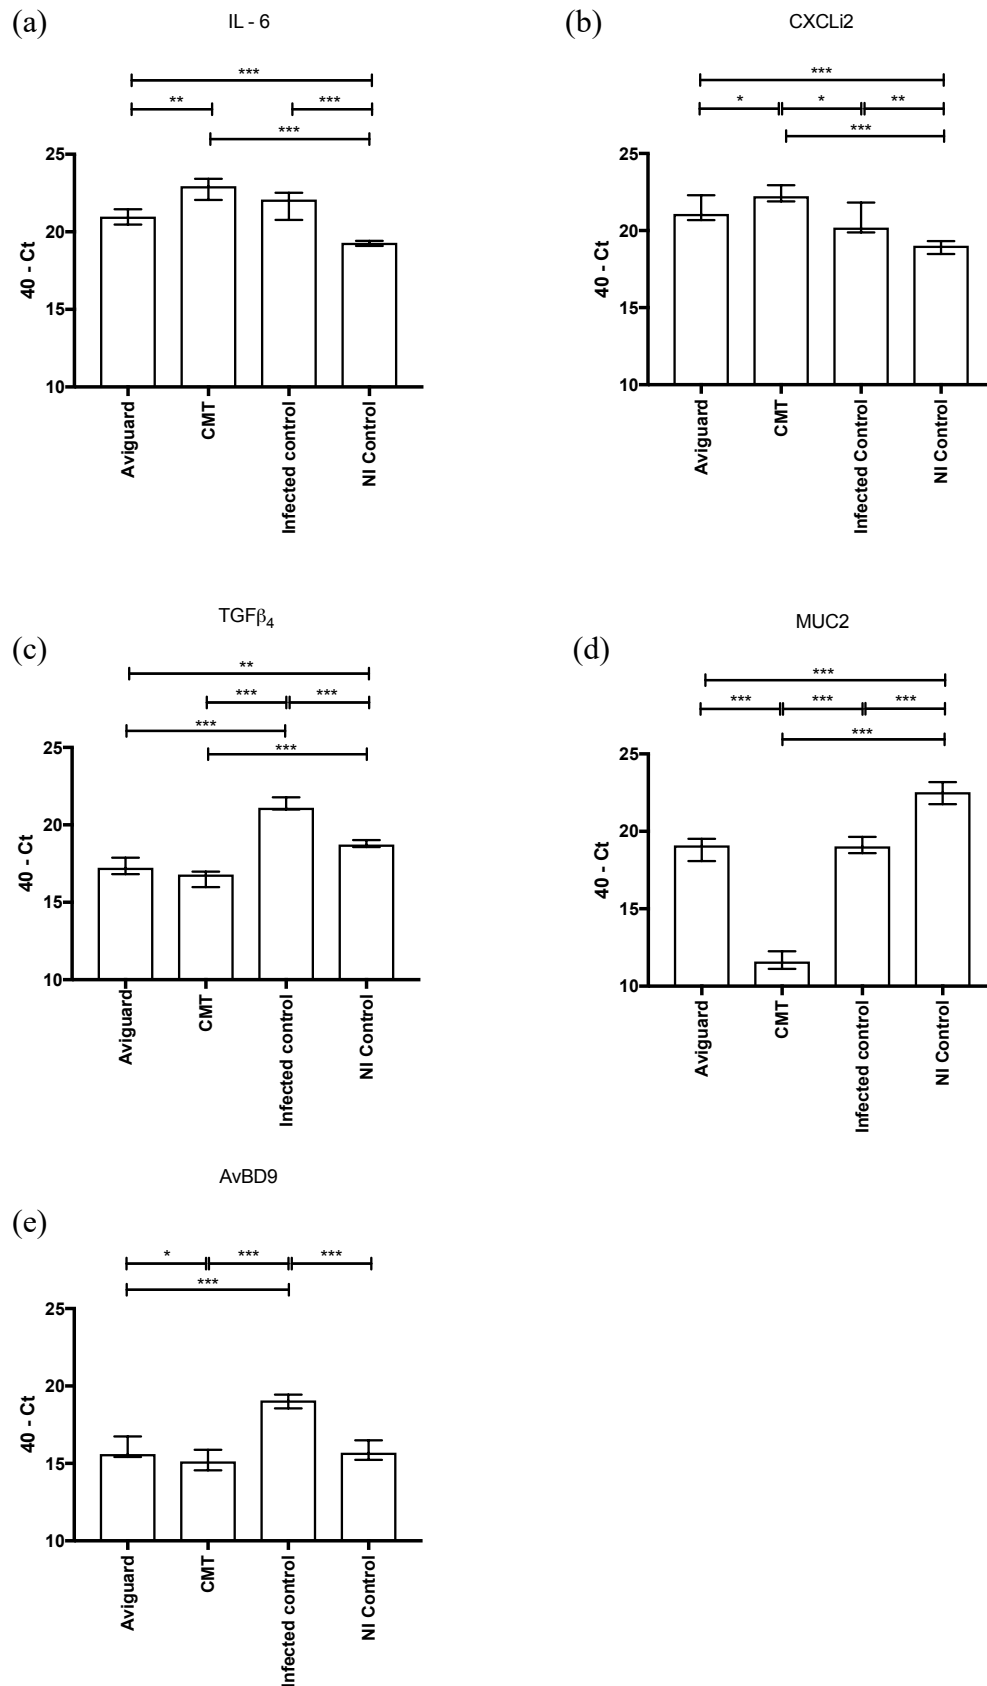 (a)
IL - 6
***
**
***
***
25
20
15
10
40 - Ct
Aviguard
CMT
Infected control
NI Control
(b)
CXCLi2
***
*
*
**
***
25
20
15
10
40 - Ct
Aviguard
CMT
Infected Control
NI Control
(c)
TGFβ4
**
***
***
***
***
25
20
15
10
40 - Ct
Aviguard
CMT
Infected control
NI Control
(d)
MUC2
***
***
***
***
***
25
20
15
10
40 - Ct
Aviguard
CMT
Infected control
NI Control
(e)
AvBD9
*
***
***
***
25
20
15
10
40 - Ct
Aviguard
CMT
Infected control
NI Control